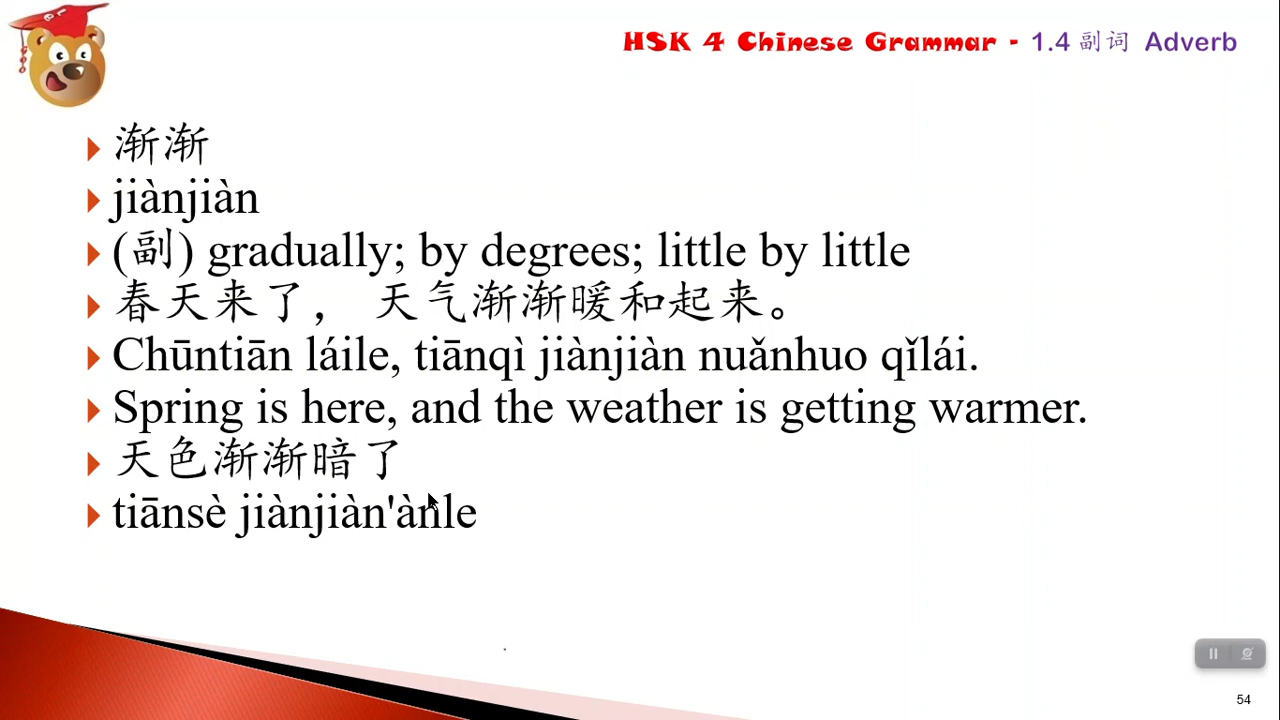 HSK 4 Chinese Grammar - 1.4 副词 Adverb
渐渐
jiànjiàn
(副) gradually; by degrees; little by little
春天来了， 天气渐渐暖和起来。
Chūntiān láile, tiānqì jiànjiàn nuǎnhuo qǐlái.
Spring is here, and the weather is getting warmer.
天色渐渐暗了
tiānsè jiànjiàn'ànle
54